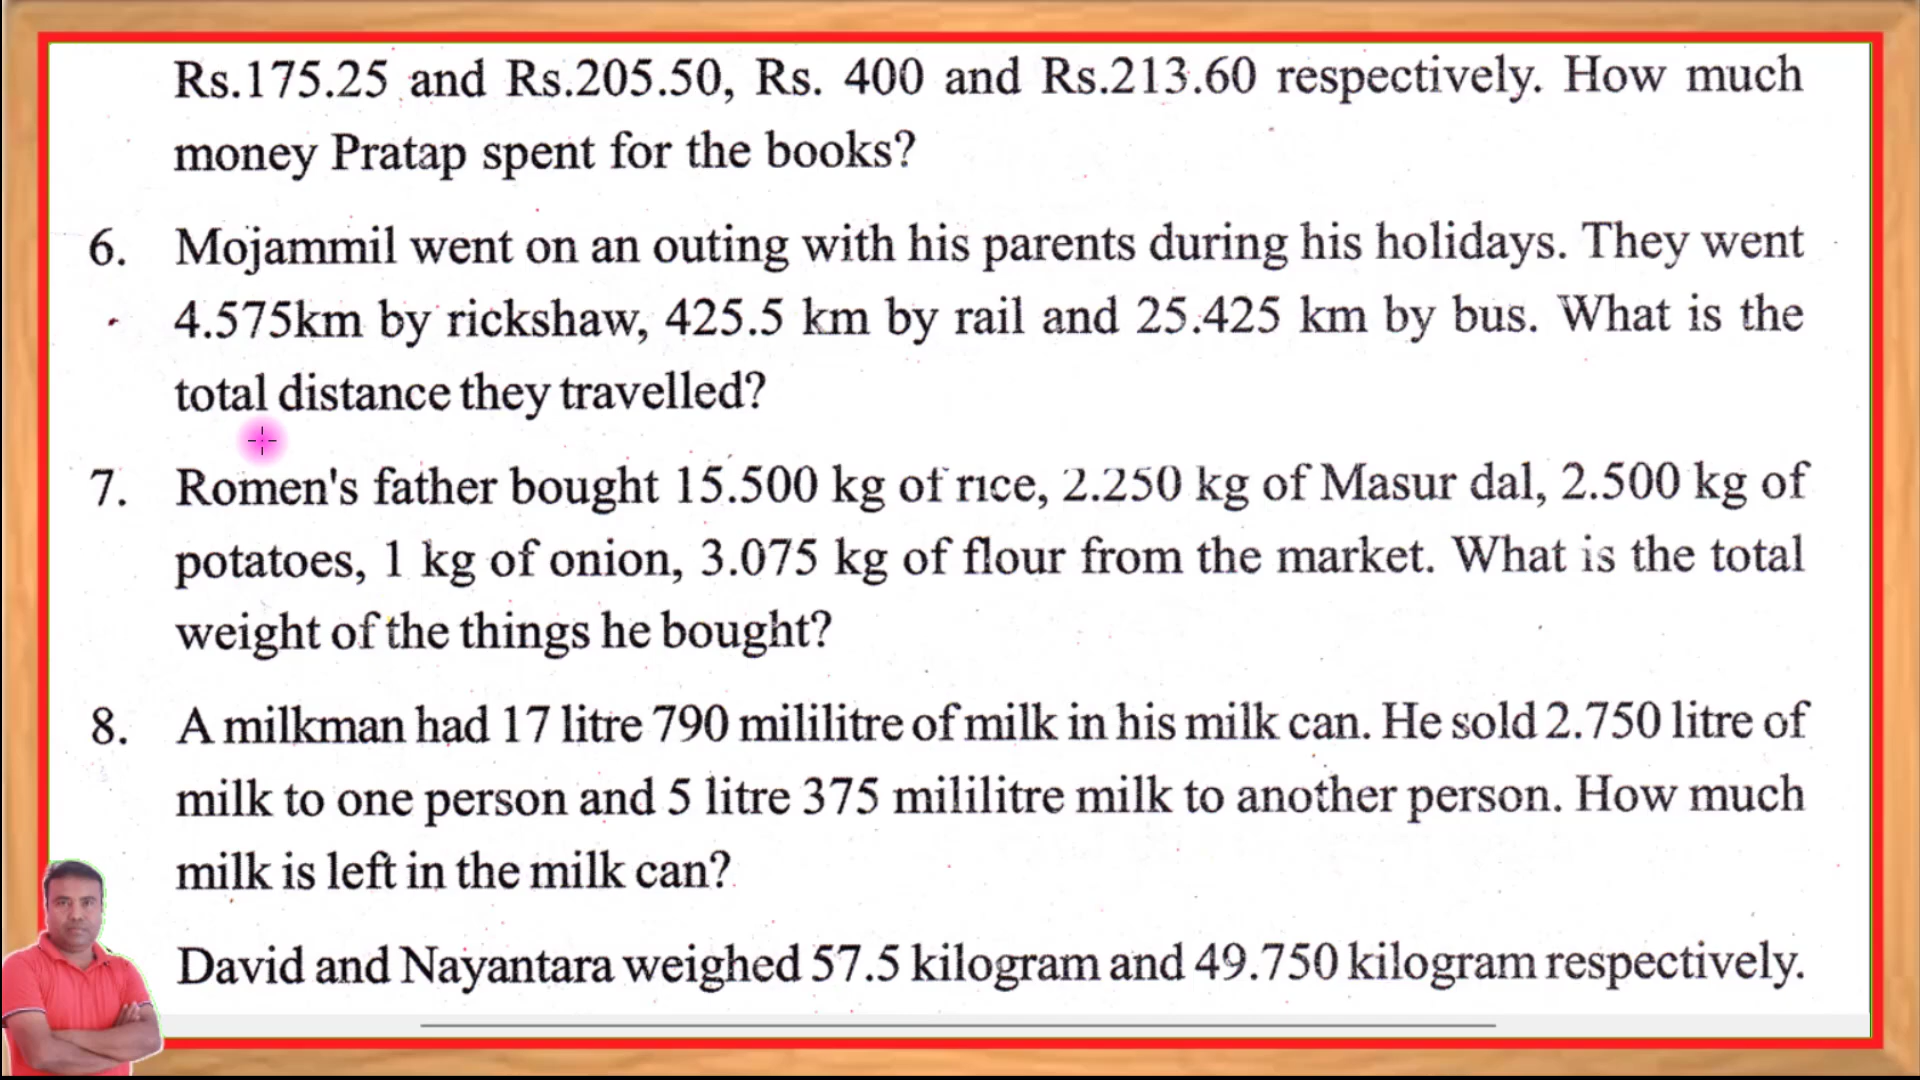 Rs.175.25 and Rs.205.50, Rs. 400 and Rs.213.60 respectively. How much
money Pratap spent for the books?
6. Mojammil went on an outing with his parents during his holidays. They went
4.575km by rickshaw, 425.5 km by rail and 25.425 km by bus. What is the
total distance they travelled?
7. Romen's father bought 15.500 kg of rice, 2.250 kg of Masur dal, 2.500 kg of
potatoes, 1 kg of onion, 3.075 kg of flour from the market. What is the total
weight of the things he bought?
8. A milkman had 17 litre 790 mililitre of milk in his milk can. He sold 2.750 litre of
milk to one person and 5 litre 375 mililitre milk to another person. How much
milk is left in the milk can?
David and Nayantara weighed 57.5 kilogram and 49.750 kilogram respectively.